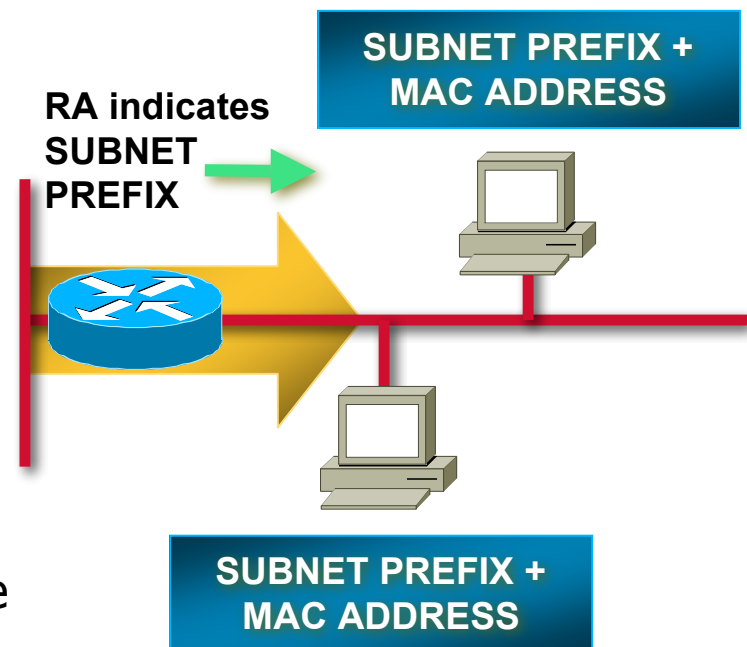 SUBNET PREFIX +
MAC ADDRESS
RA indicates
SUBNET
PREFIX
e
SUBNET PREFIX +
MAC ADDRESS